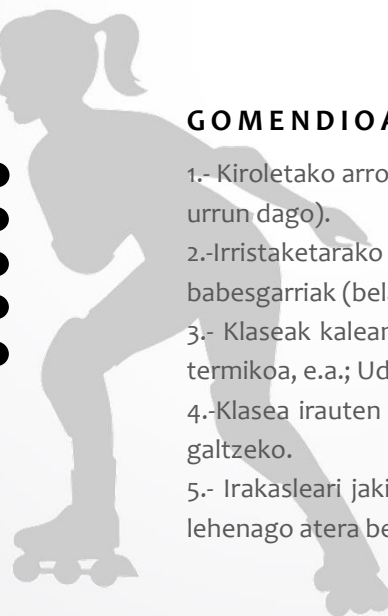 GOMENDIOA
1.- Kiroletako arro
urrun dago).
2.-Irristaketarako
babesgarriak (bela
3.- Klaseak kalean
termikoa, e.a.; Ud
4.-Klasea irauten
galtzeko.
5.- Irakasleari jaki
lehenago atera be